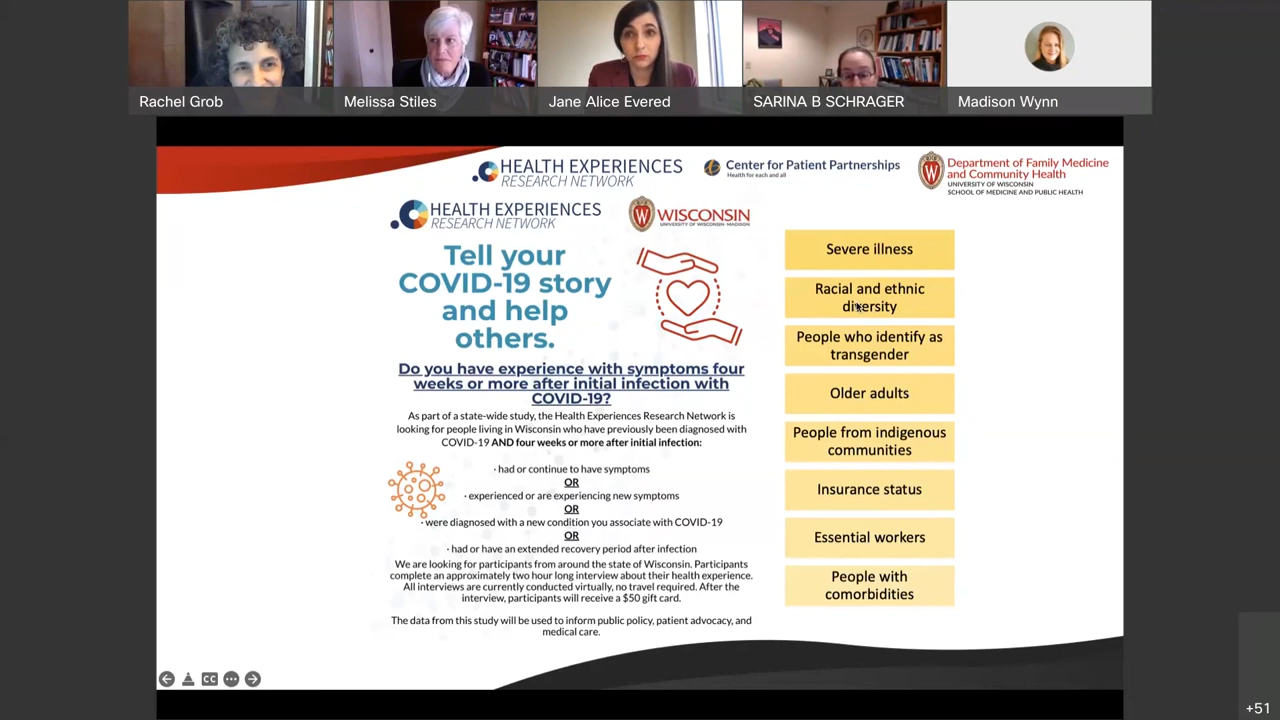 Rachel Grob
Melissa Stiles
Jane Alice Evered
SARINA B SCHRAGER
Madison Wynn
HEALTH EXPERIENCES
RESEARCH NETWORK
Center for Patient Partnerships
Health for each and all
Department of Family Medicine
and Community Health
UNIVERSITY OF WISCONSIN
SCHOOL OF MEDICINE AND PUBLIC HEALTH
HEALTH EXPERIENCES
RESEARCH NETWORK
WISCONSIN
UNIVERSITY OF WISCONSIN-MADISON
Tell your
COVID-19 story
and help
others.
Do you have experience with symptoms four
weeks or more after initial infection with
COVID-19?
As part of a state-wide study, the Health Experiences Research Network is
looking for people living in Wisconsin who have previously been diagnosed with
COVID-19 AND four weeks or more after initial infection:
· had or continue to have symptoms
OR
· experienced or are experiencing new symptoms
OR
· were diagnosed with a new condition you associate with COVID-19
OR
· had or have an extended recovery period after infection
We are looking for participants from around the state of Wisconsin. Participants
complete an approximately two hour long interview about their health experience.
All interviews are currently conducted virtually, no travel required. After the
interview, participants will receive a $50 gift card.
The data from this study will be used to inform public policy, patient advocacy, and
medical care.
Severe illness
Racial and ethnic
diversity
People who identify as
transgender
Older adults
People from indigenous
communities
Insurance status
Essential workers
People with
comorbidities
CC
+51